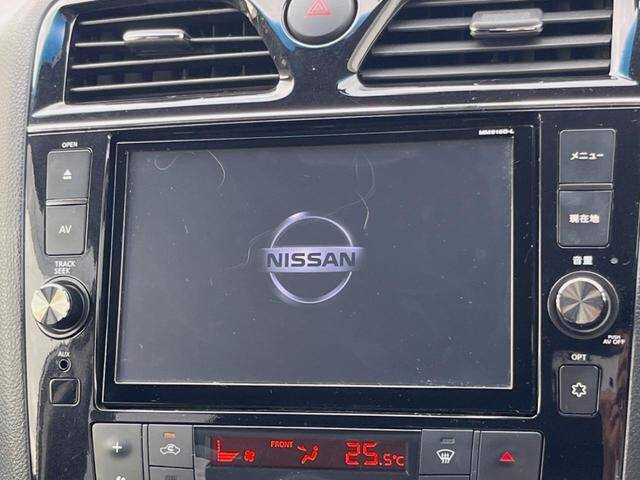 MM516D-L
OPEN
メニュー
AV
現在地
NISSAN
TRACK
SEEK
音量
AUX
PUSH
AV OFF
OPT
FRONT
25.5℃